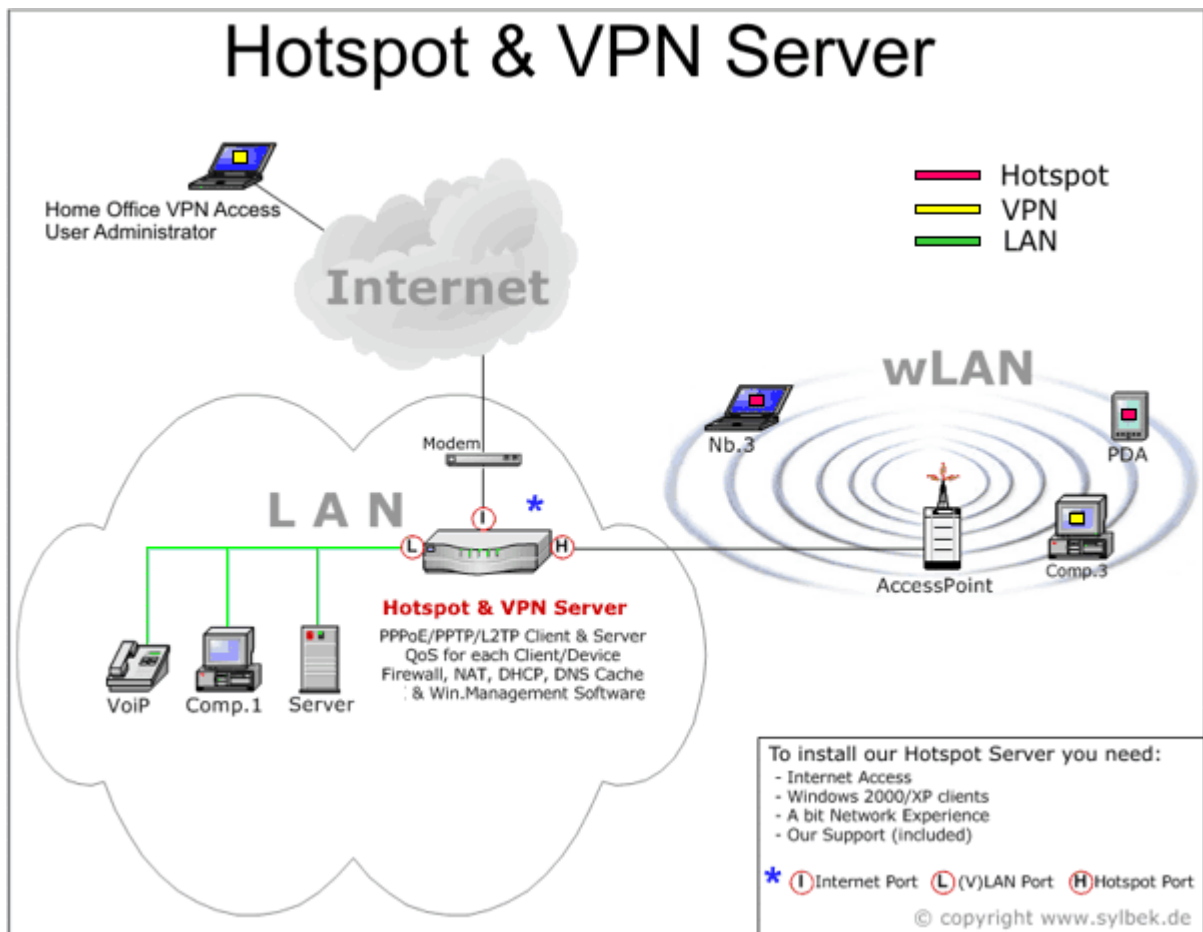 Hotspot & VPN Server
Home Office VPN Access
User Administrator
Internet
Hotspot
VPN
LAN
wLAN
Nb.3
PDA
Modem
L A N
*
I
L
H
AccessPoint
Comp.3
Hotspot & VPN Server
PPPoE/PPTP/L2TP Client & Server
QoS for each Client/Device
Firewall, NAT, DHCP, DNS Cache
& Win.Management Software
VoiP
Comp.1
Server
To install our Hotspot Server you need:
- Internet Access
- Windows 2000/XP clients
- A bit Network Experience
- Our Support (included)
* I Internet Port L (V)LAN Port H Hotspot Port
© copyright www.sylbek.de